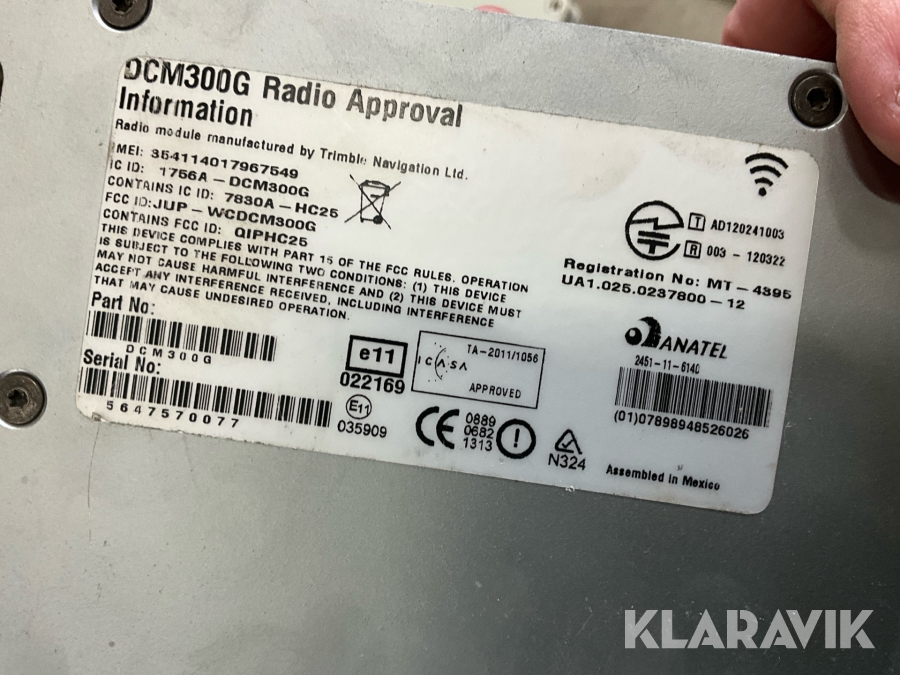 DCM300G Radio Approval
Information
Radio module manufactured by Trimble Navigation Ltd.
MEI: 354114017967549
IC ID: 1756A - DCM300G
CONTAINS IC ID: 7830A - HC25
FCC ID:JUP - WCDCM300G
CONTAINS FCC ID: QIPHC25
THIS DEVICE COMPLIES WITH PART 15 OF THE FCC RULES. OPERATION
IS SUBJECT TO THE FOLLOWING TWO CONDITIONS: (1) THIS DEVICE
MAY NOT CAUSE HARMFUL INTERFERENCE AND (2) THIS DEVICE MUST
ACCEPT ANY INTERFERENCE RECEIVED, INCLUDING INTERFERENCE
THAT MAY CAUSE UNDESIRED OPERATION.
Part No:
DCM300G
Serial No:
5647570077
e11
022169
E11
035909
ICASA
TA-2011/1056
APPROVED
CE 0889
0682
1313
N324
T AD120241003
R 003 - 120322
Registration No: MT - 4395
UA1.025.0237800 - 12
ANATEL
2451-11-6140
(01)07898948526026
Assembled in Mexico
KLARAVIK